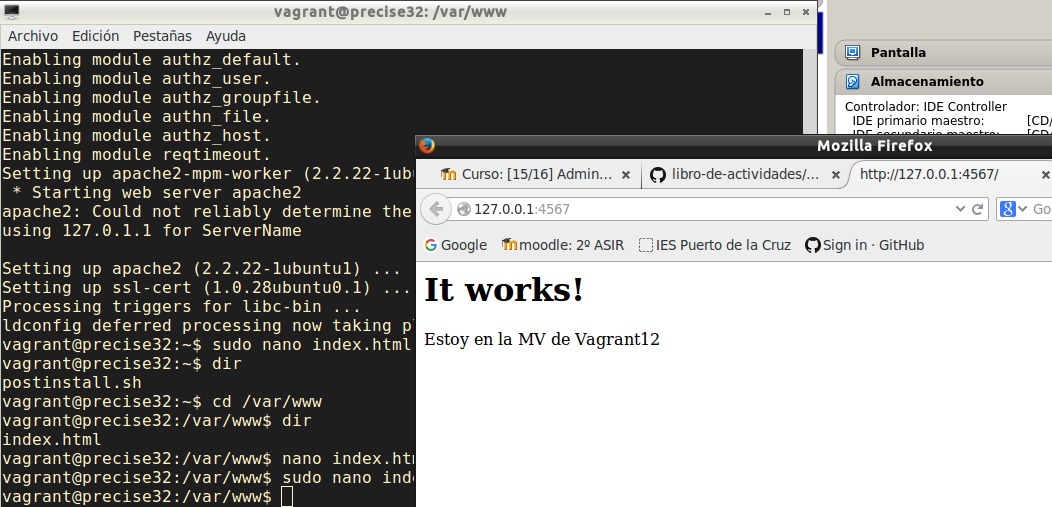 vagrant@precise32: /var/www
Archivo Edición Pestañas Ayuda
Enabling module authz_default.
Enabling module authz_user.
Enabling module authz_groupfile.
Enabling module authn_file.
Enabling module authz_host.
Enabling module reqtimeout.
Setting up apache2-mpm-worker (2.2.22-1ubu
 * Starting web server apache2
apache2: Could not reliably determine the
using 127.0.1.1 for ServerName
Setting up apache2 (2.2.22-1ubuntu1) ...
Setting up ssl-cert (1.0.28ubuntu0.1) ...
Processing triggers for libc-bin ...
ldconfig deferred processing now taking pl
vagrant@precise32:~$ sudo nano index.html
vagrant@precise32:~$ dir
postinstall.sh
vagrant@precise32:~$ cd /var/www
vagrant@precise32:/var/www$ dir
index.html
vagrant@precise32:/var/www$ nano index.htm
vagrant@precise32:/var/www$ sudo nano inde
vagrant@precise32:/var/www$
Pantalla
Almacenamiento
Controlador: IDE Controller
IDE primario maestro: [CD/
IDE secundario maestro: [CD/
Mozilla Firefox
Curso: [15/16] Admin... libro-de-actividades/... http://127.0.0.1:4567/
127.0.0.1:4567 Goo
Google moodle: 2º ASIR IES Puerto de la Cruz Sign in · GitHub
It works!
Estoy en la MV de Vagrant12